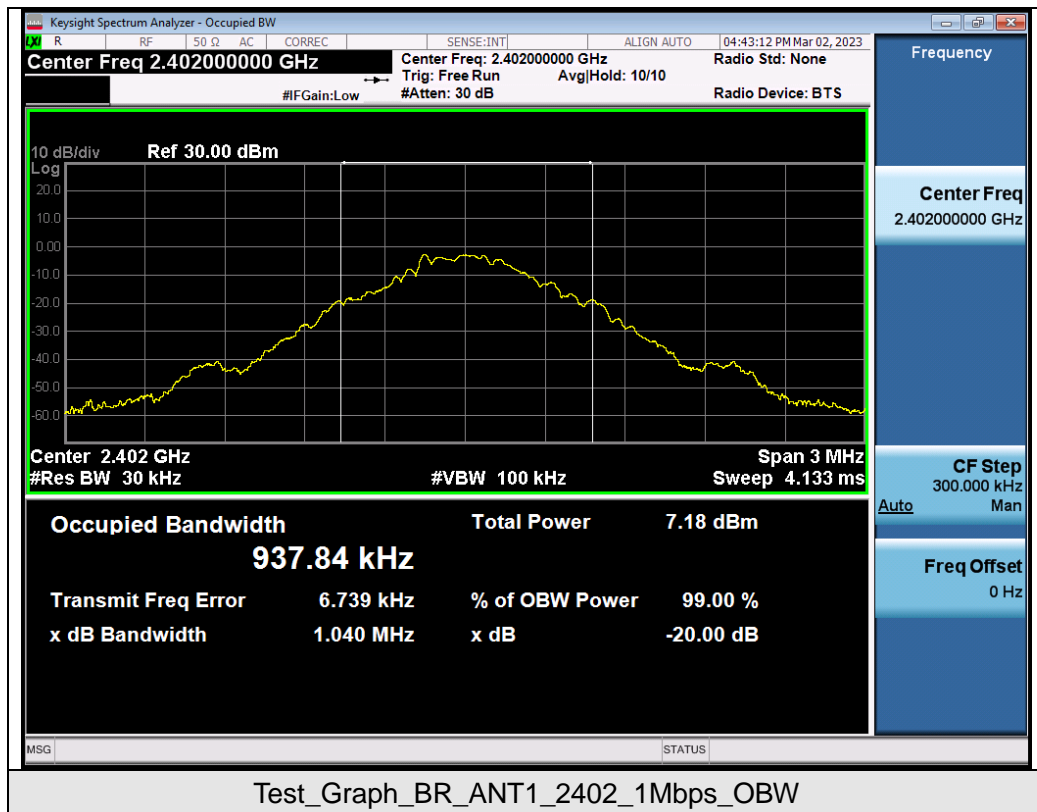 Keysight Spectrum Analyzer - Occupied BW
LXI R RF 50 Ω AC CORREC SENSE:INT ALIGN AUTO 04:43:12 PM Mar 02, 2023
Center Freq 2.402000000 GHz
Center Freq: 2.402000000 GHz
Radio Std: None
Trig: Free Run Avg|Hold: 10/10
#IFGain:Low
#Atten: 30 dB
Radio Device: BTS
10 dB/div Ref 30.00 dBm
Log
20.0
10.0
0.00
-10.0
-20.0
-30.0
-40.0
-50.0
-60.0
Center 2.402 GHz Span 3 MHz
#Res BW 30 kHz #VBW 100 kHz Sweep 4.133 ms
Occupied Bandwidth Total Power 7.18 dBm
937.84 kHz
Transmit Freq Error 6.739 kHz % of OBW Power 99.00 %
x dB Bandwidth 1.040 MHz x dB -20.00 dB
Frequency
Center Freq
2.402000000 GHz
CF Step
300.000 kHz
Auto Man
Freq Offset
0 Hz
MSG STATUS
Test_Graph_BR_ANT1_2402_1Mbps_OBW